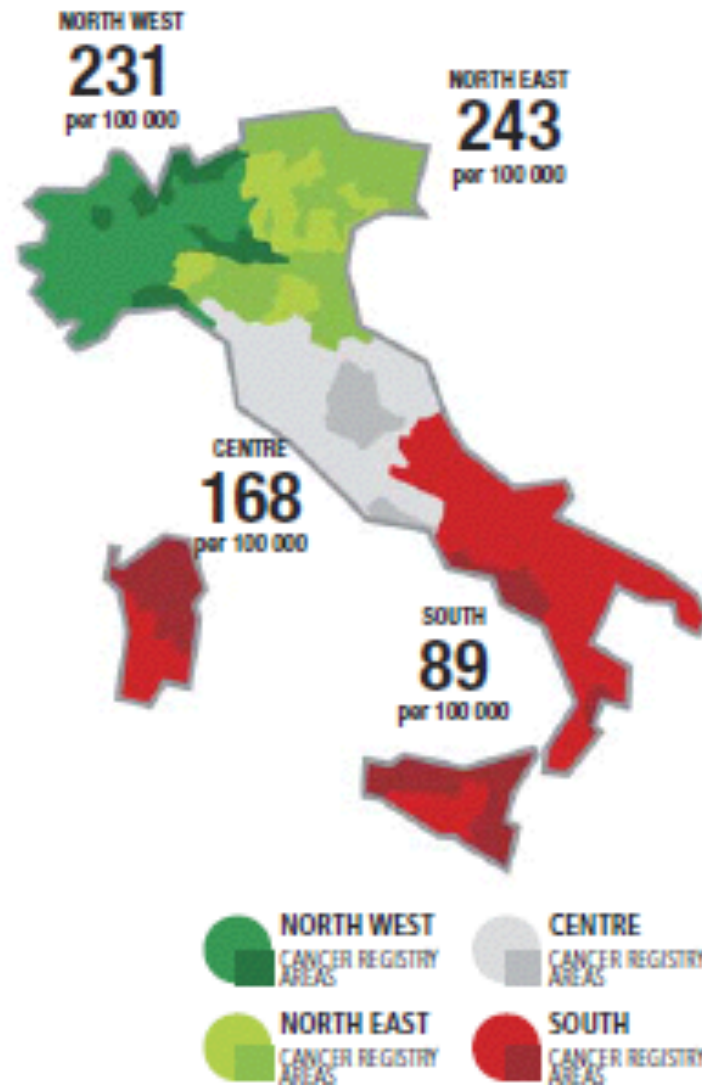 NORTH WEST
231
per 100 000
NORTH EAST
243
per 100 000
CENTRE
168
per 100 000
SOUTH
89
per 100 000
NORTH WEST
CANCER REGISTRY
AREAS
CENTRE
CANCER REGISTRY
AREAS
NORTH EAST
CANCER REGISTRY
AREAS
SOUTH
CANCER REGISTRY
AREAS